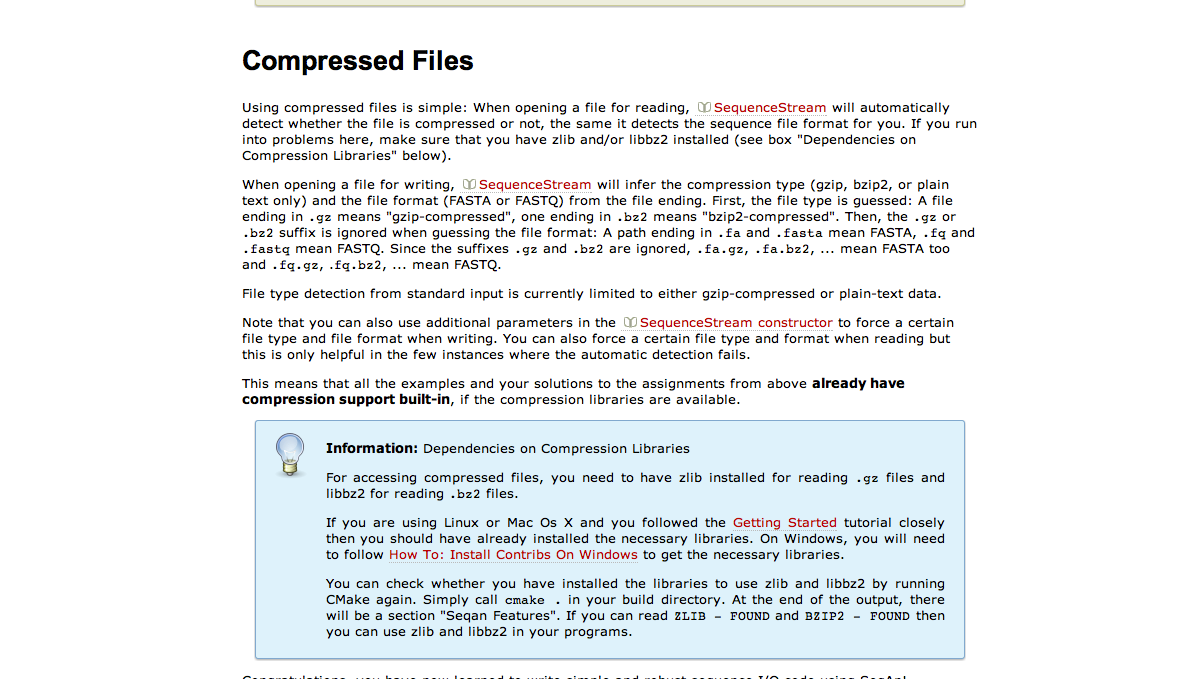 Compressed Files
Using compressed files is simple: When opening a file for reading, SequenceStream will automatically
detect whether the file is compressed or not, the same it detects the sequence file format for you. If you run
into problems here, make sure that you have zlib and/or libbz2 installed (see box "Dependencies on
Compression Libraries" below).
When opening a file for writing, SequenceStream will infer the compression type (gzip, bzip2, or plain
text only) and the file format (FASTA or FASTQ) from the file ending. First, the file type is guessed: A file
ending in .gz means "gzip-compressed", one ending in .bz2 means "bzip2-compressed". Then, the .gz or
.bz2 suffix is ignored when guessing the file format: A path ending in .fa and .fasta mean FASTA, .fq and
.fastq mean FASTQ. Since the suffixes .gz and .bz2 are ignored, .fa.gz, .fa.bz2, ... mean FASTA too
and .fq.gz, .fq.bz2, ... mean FASTQ.
File type detection from standard input is currently limited to either gzip-compressed or plain-text data.
Note that you can also use additional parameters in the SequenceStream constructor to force a certain
file type and file format when writing. You can also force a certain file type and format when reading but
this is only helpful in the few instances where the automatic detection fails.
This means that all the examples and your solutions to the assignments from above already have
compression support built-in, if the compression libraries are available.
Information: Dependencies on Compression Libraries
For accessing compressed files, you need to have zlib installed for reading .gz files and
libbz2 for reading .bz2 files.
If you are using Linux or Mac Os X and you followed the Getting Started tutorial closely
then you should have already installed the necessary libraries. On Windows, you will need
to follow How To: Install Contribs On Windows to get the necessary libraries.
You can check whether you have installed the libraries to use zlib and libbz2 by running
CMake again. Simply call cmake . in your build directory. At the end of the output, there
will be a section "Seqan Features". If you can read ZLIB - FOUND and BZIP2 - FOUND then
you can use zlib and libbz2 in your programs.
Congratulations, you have now learned to write simple and robust sequence I/O code using SeqAn!